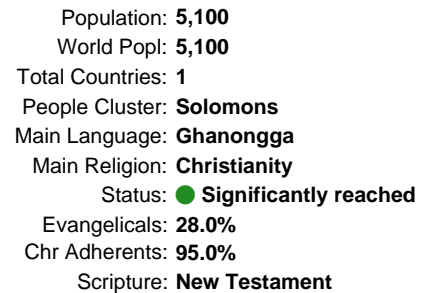 Population: 5,100
World Popl: 5,100
Total Countries: 1
People Cluster: Solomons
Main Language: Ghanongga
Main Religion: Christianity
Status: Significantly reached
Evangelicals: 28.0%
Chr Adherents: 95.0%
Scripture: New Testament